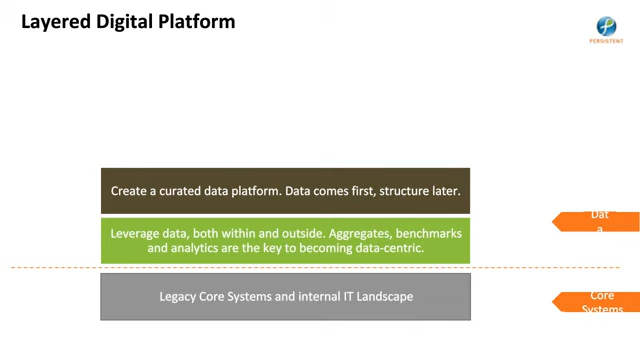 Layered Digital Platform
PERSISTENT
Create a curated data platform. Data comes first, structure later.
Leverage data, both within and outside. Aggregates, benchmarks
and analytics are the key to becoming data-centric.
Dat
a
Legacy Core Systems and internal IT Landscape
Core
Systems